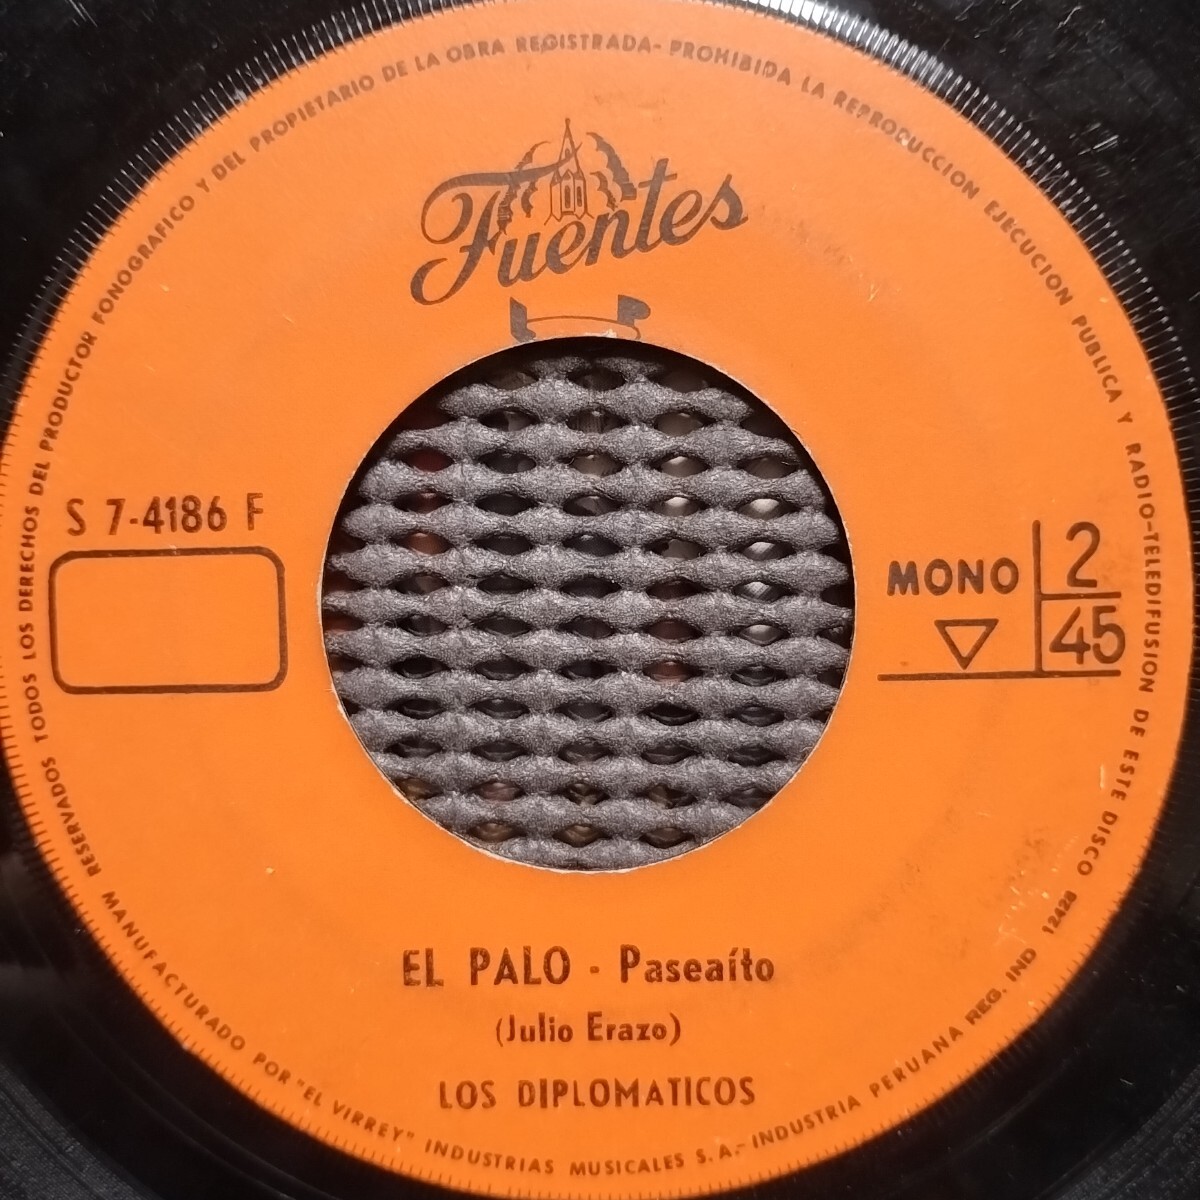 RESERVADOS TODOS LOS DERECHOS DEL PRODUCTOR FONOGRAFICO Y DEL PROPIETARIO DE LA OBRA REGISTRADA- PROHIBIDA LA REPRODUCCION EJECUCION PUBLICA Y RADIO-TELEDIFUSION DE ESTE DISCO
Fuentes
S 7-4186 F
MONO
2
45
EL PALO - Paseaíto
(Julio Erazo)
LOS DIPLOMATICOS
MANUFACTURADO POR "EL VIRREY" INDUSTRIAS MUSICALES S.A.- INDUSTRIA PERUANA REG. IND 12428